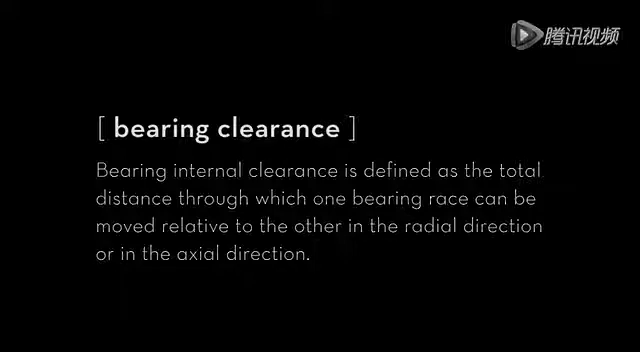 腾讯视频
[ bearing clearance ]
Bearing internal clearance is defined as the total
distance through which one bearing race can be
moved relative to the other in the radial direction
or in the axial direction.